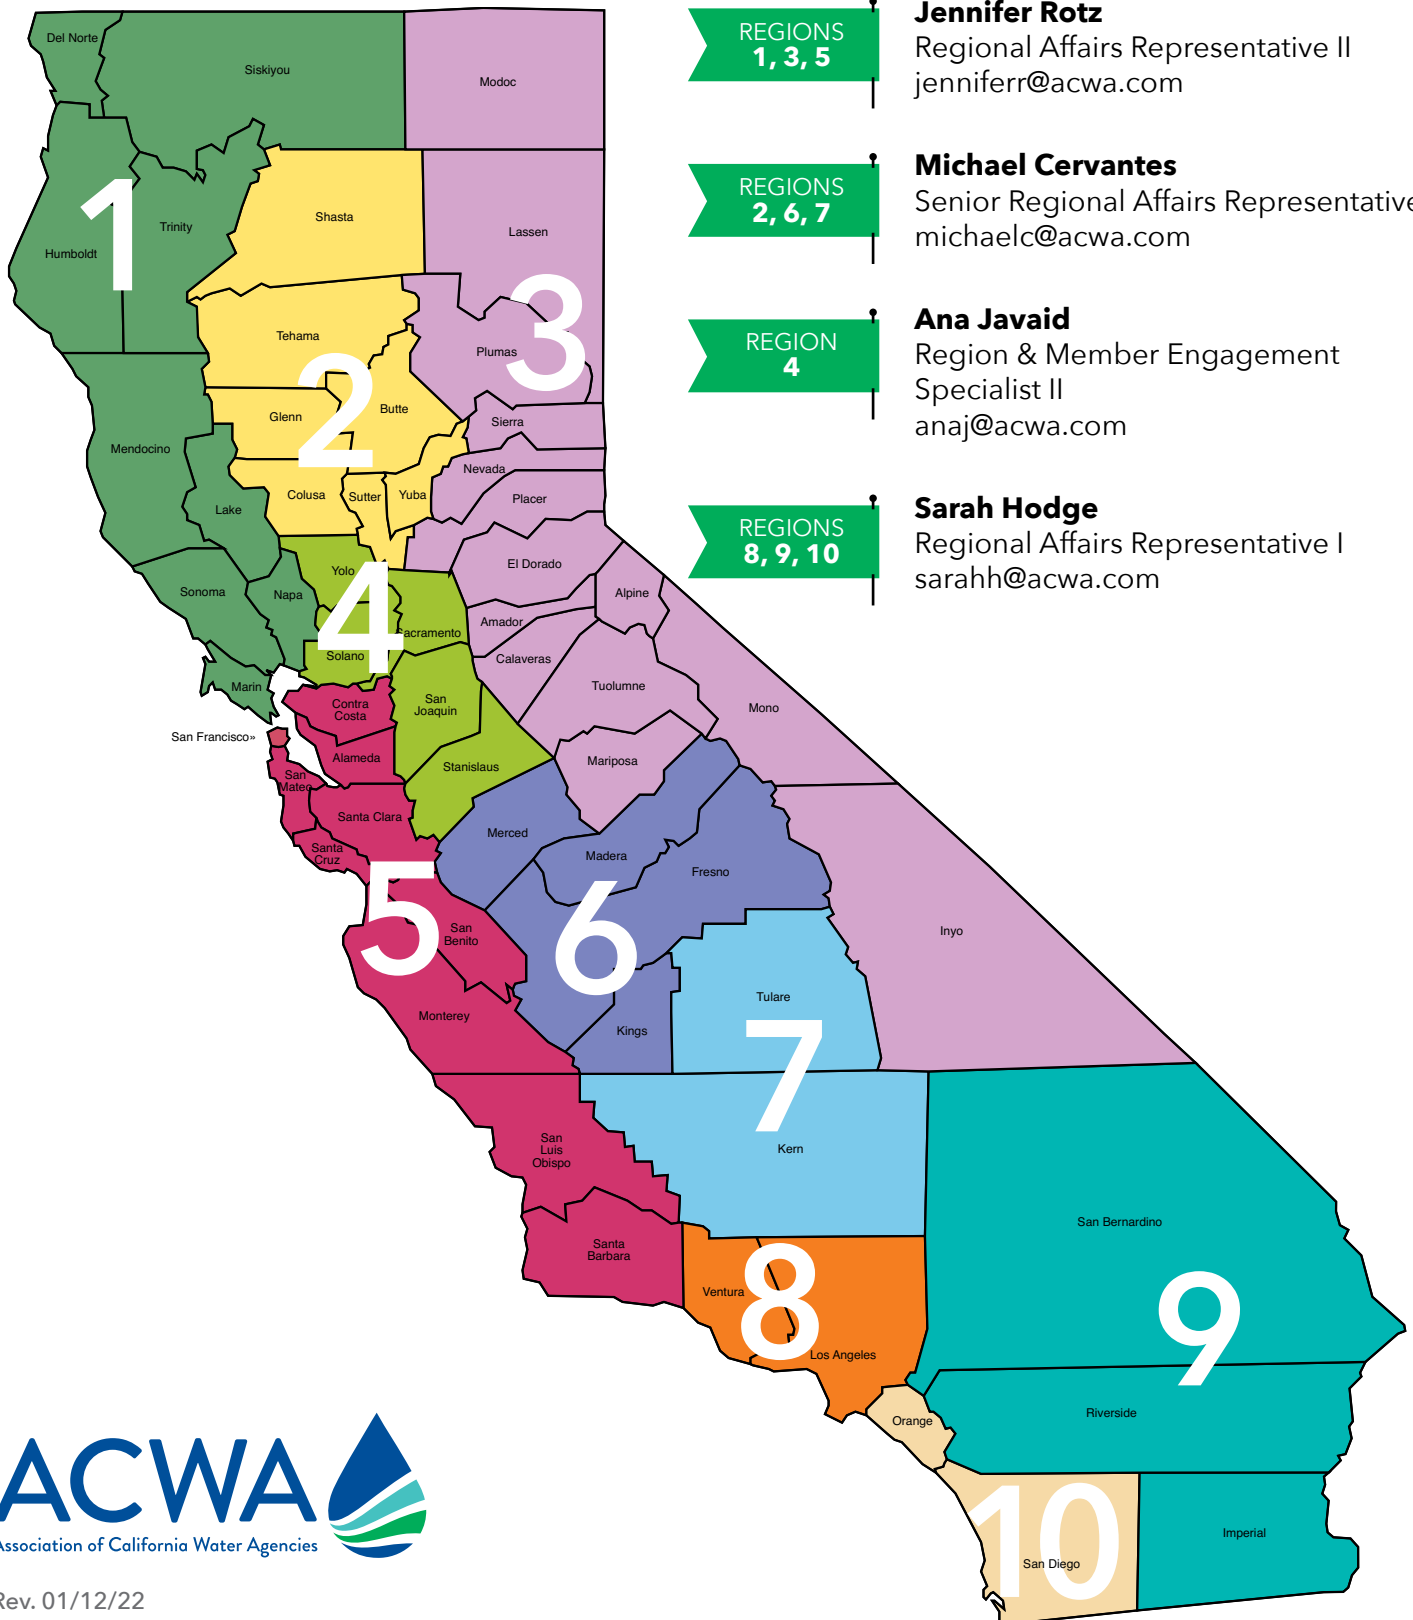 REGIONS
1, 3, 5
Jennifer Rotz
Regional Affairs Representative II
jenniferr@acwa.com
REGIONS
2, 6, 7
Michael Cervantes
Senior Regional Affairs Representative
michaelc@acwa.com
REGION
4
Ana Javaid
Region & Member Engagement
Specialist II
anaj@acwa.com
REGIONS
8, 9, 10
Sarah Hodge
Regional Affairs Representative I
sarahh@acwa.com
Del Norte
Siskiyou
Modoc
1
Humboldt
Trinity
Shasta
Lassen
3
Tehama
Plumas
2
Glenn
Butte
Sierra
Mendocino
Nevada
Colusa
Sutter
Yuba
Placer
Lake
El Dorado
4
Yolo
Sonoma
Napa
Alpine
Amador
Sacramento
Solano
Calaveras
Marin
Tuolumne
Contra
Costa
San
Joaquin
Mono
San Francisco»
Alameda
Stanislaus
Mariposa
San
Mateo
Santa Clara
Merced
Santa
Cruz
Madera
Fresno
5
6
San
Benito
Inyo
Monterey
Kings
Tulare
7
Kern
San
Luis
Obispo
San Bernardino
Santa
Barbara
8
Ventura
Los Angeles
9
Orange
Riverside
10
San Diego
Imperial
ACWA
Association of California Water Agencies
Rev. 01/12/22